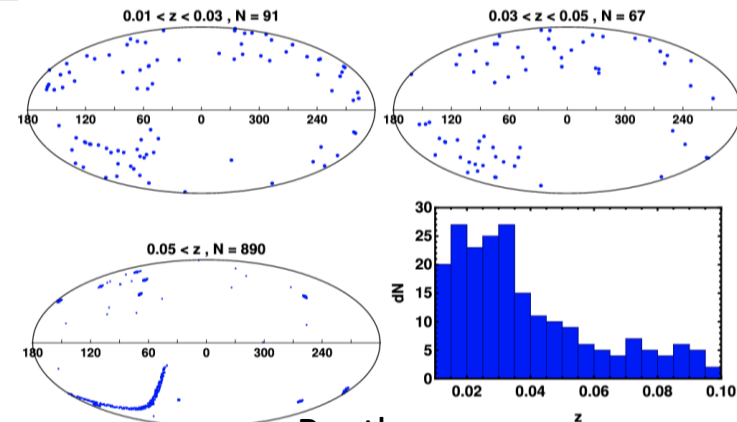 0.01 < z < 0.03 , N = 91
180 120 60 0 300 240
0.03 < z < 0.05 , N = 67
180 120 60 0 300 240
0.05 < z , N = 890
180 120 60 0 300 240
30
25
20
15
10
5
0
dN
0.02 0.04 0.06 0.08 0.10
z